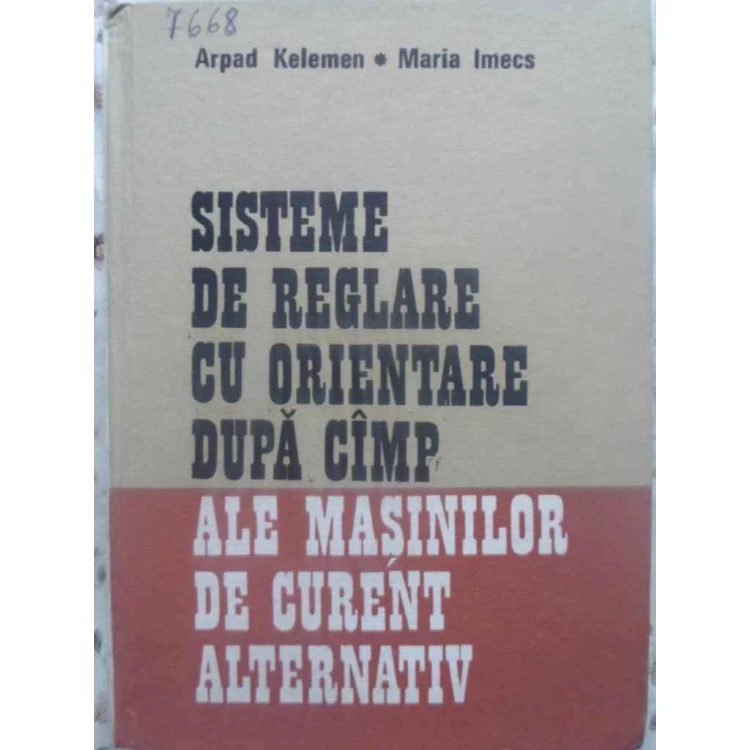 7668
Arpad Kelemen * Maria Imecs
SISTEME
DE REGLARE
CU ORIENTARE
DUPĂ CÎMP
ALE MAȘINILOR
DE CURENT
ALTERNATIV